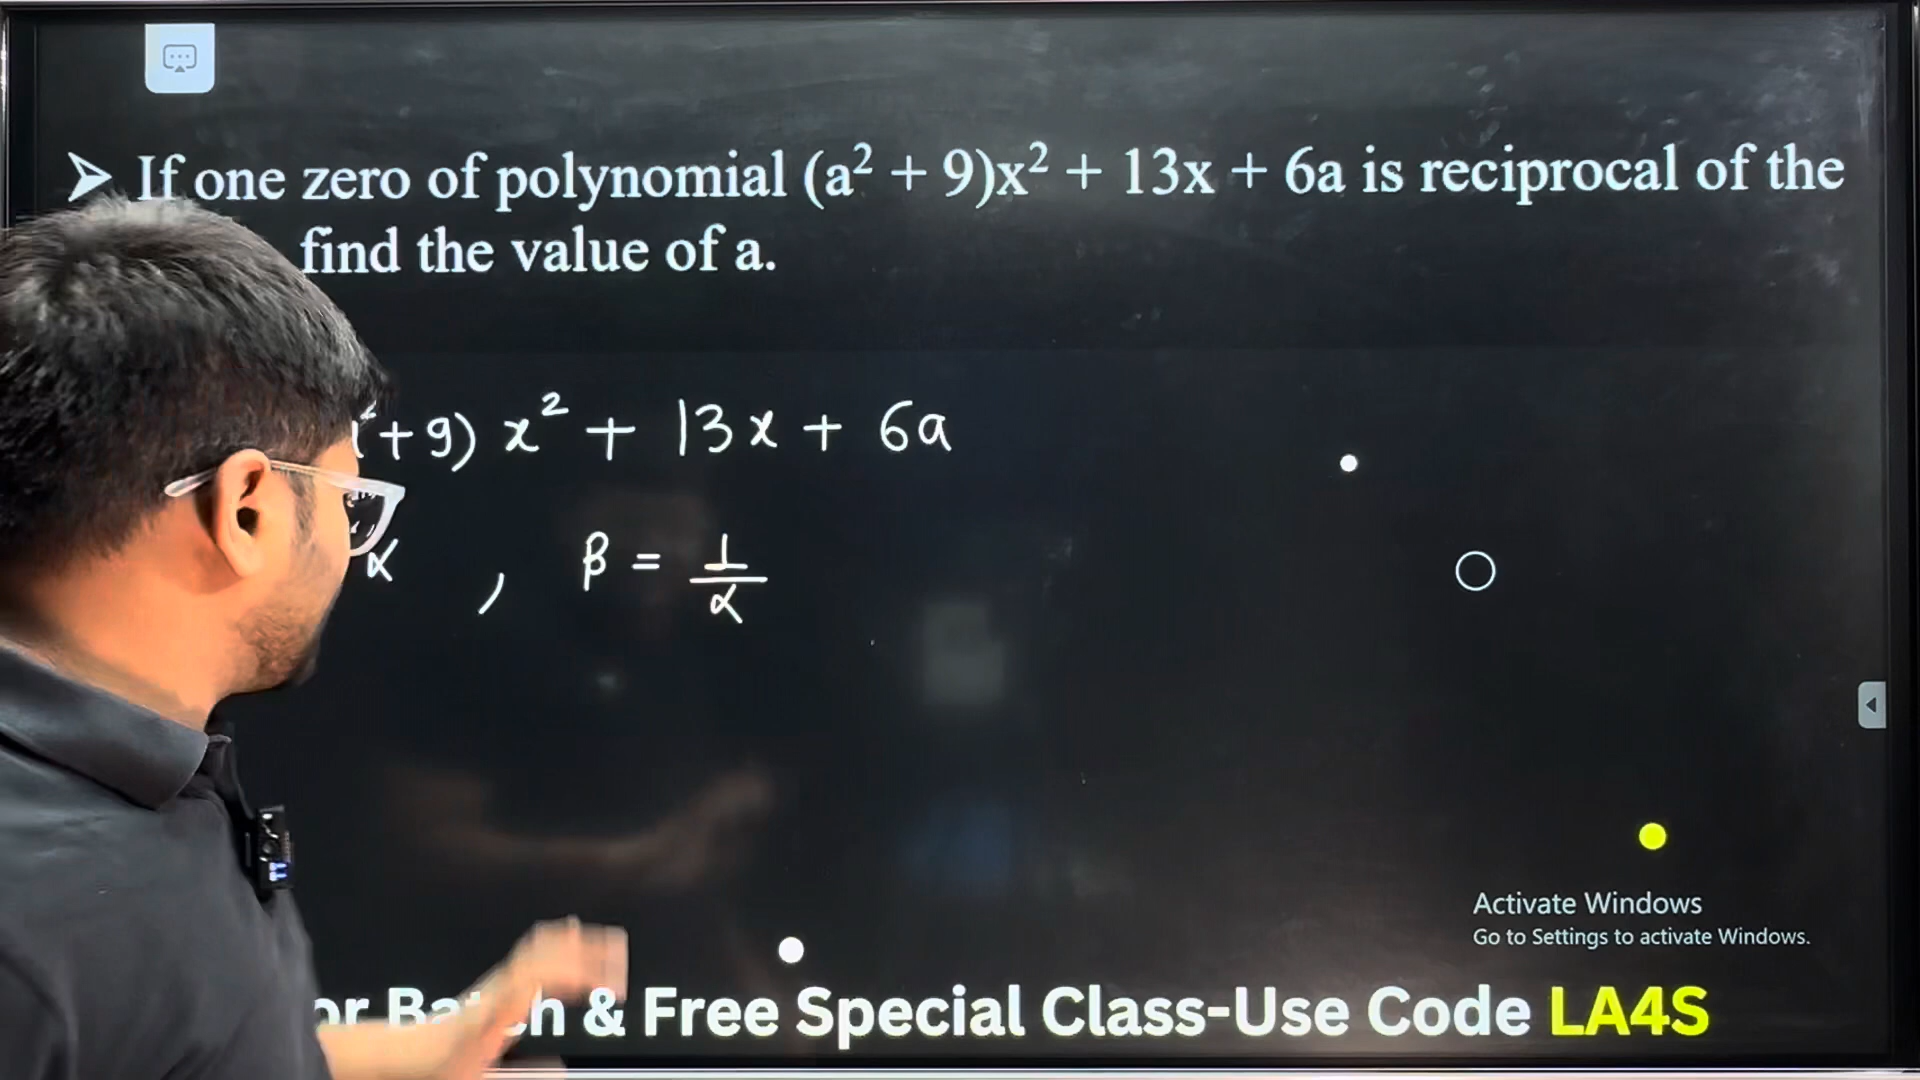 ➤ If one zero of polynomial (a² + 9)x² + 13x + 6a is reciprocal of the
find the value of a.
+9) x² + 13x + 6a
α , β = 1/α
Activate Windows
Go to Settings to activate Windows.
& Free Special Class-Use Code LA4S